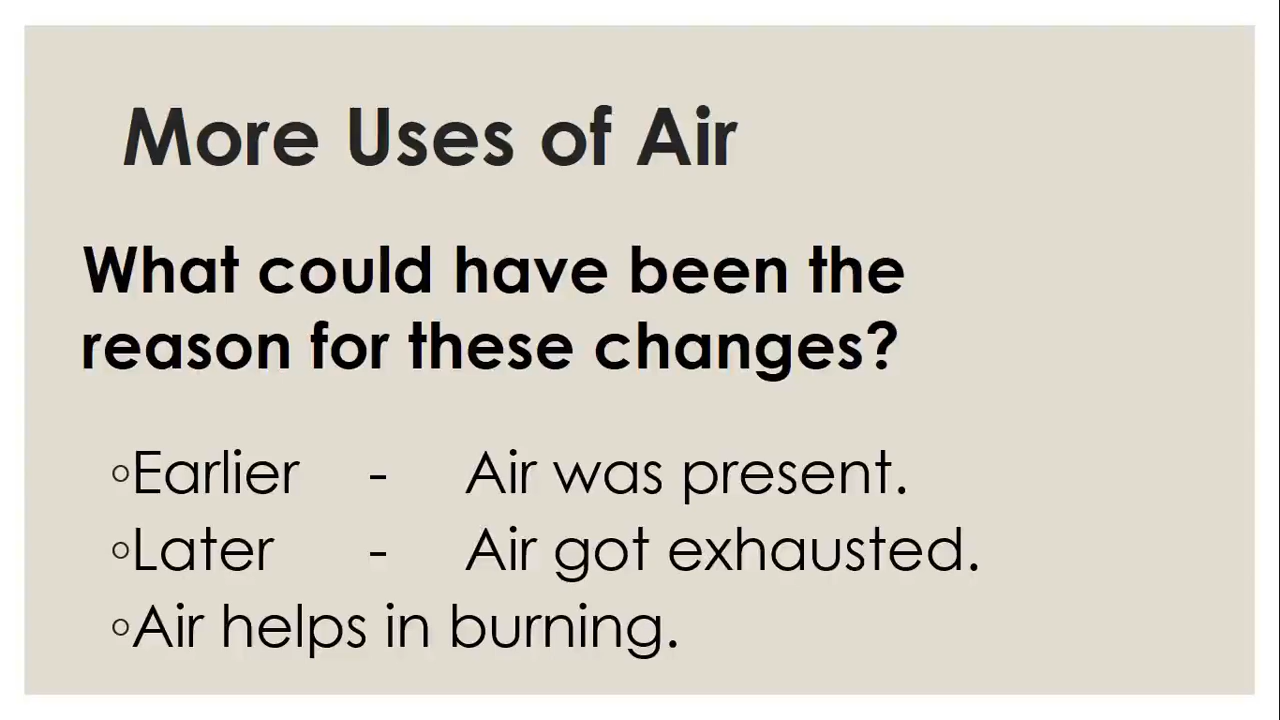 More Uses of Air
What could have been the
reason for these changes?
◦Earlier - Air was present.
◦Later - Air got exhausted.
◦Air helps in burning.